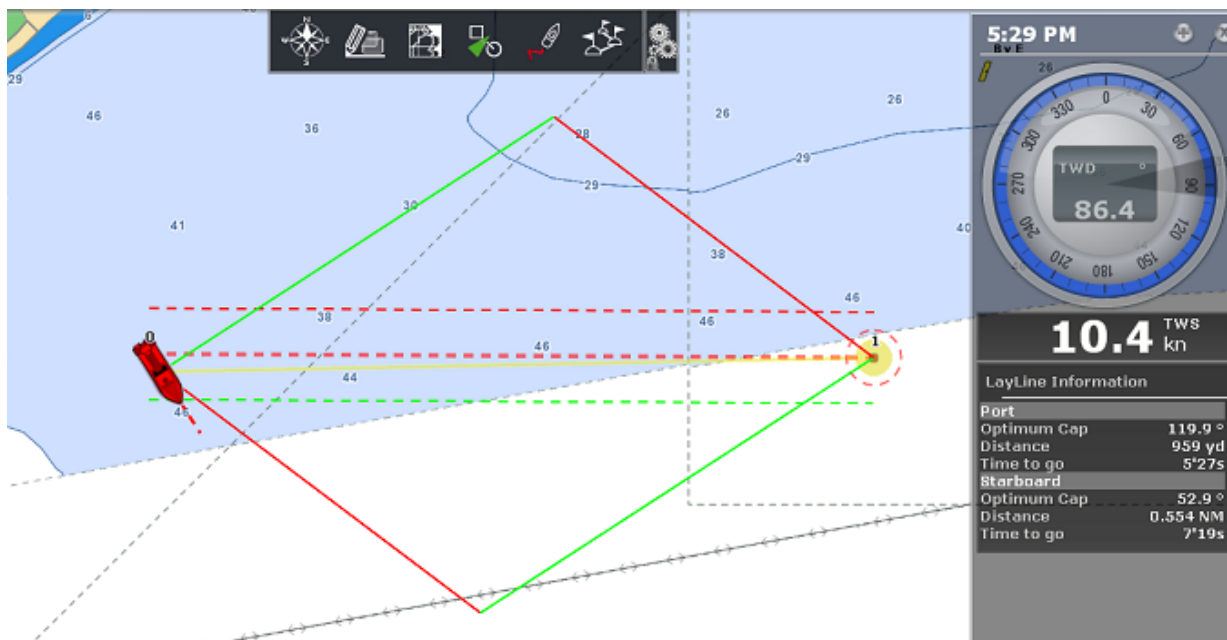 N
W
E
S
5:29 PM
By E
29
46
36
28
26
26
29
29
30
41
38
40
46
38
46
46
44
46
0
1
26
0
30
60
90
120
150
180
210
240
270
300
330
TWD °
86.4
10.4 TWS
kn
LayLine Information
Port
Optimum Cap 119.9 °
Distance 959 yd
Time to go 5'27s
Starboard
Optimum Cap 52.9 °
Distance 0.554 NM
Time to go 7'19s